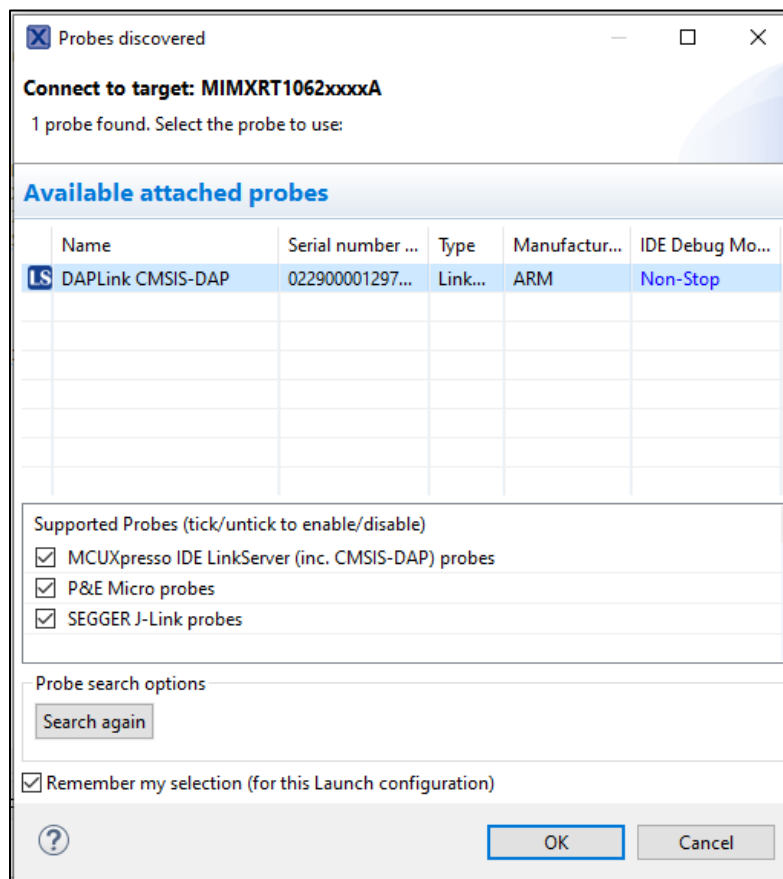 Probes discovered
Connect to target: MIMXRT1062xxxxA
1 probe found. Select the probe to use:
Available attached probes
Name Serial number ... Type Manufactur... IDE Debug Mo...
LS DAPLink CMSIS-DAP 022900001297... Link... ARM Non-Stop
Supported Probes (tick/untick to enable/disable)
MCUXpresso IDE LinkServer (inc. CMSIS-DAP) probes
P&E Micro probes
SEGGER J-Link probes
Probe search options
Search again
Remember my selection (for this Launch configuration)
? OK Cancel